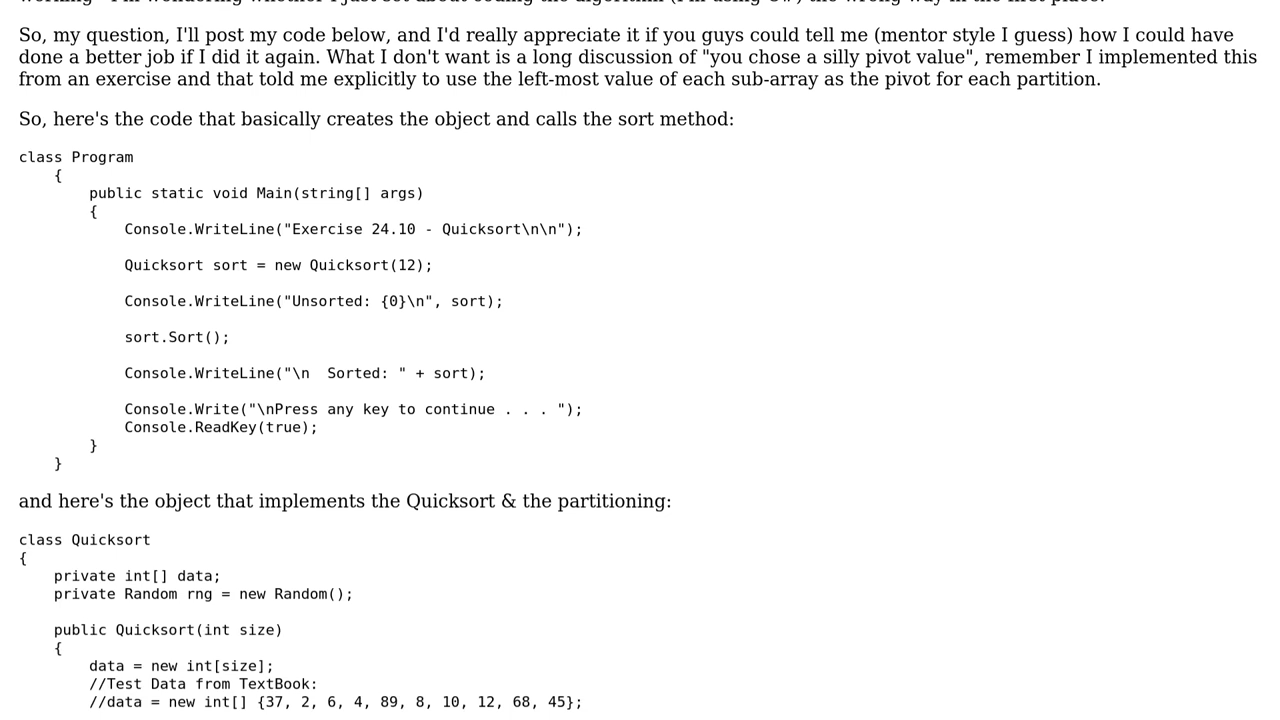 So, my question, I'll post my code below, and I'd really appreciate it if you guys could tell me (mentor style I guess) how I could have
done a better job if I did it again. What I don't want is a long discussion of "you chose a silly pivot value", remember I implemented this
from an exercise and that told me explicitly to use the left-most value of each sub-array as the pivot for each partition.
So, here's the code that basically creates the object and calls the sort method:
class Program
    {
        public static void Main(string[] args)
        {
            Console.WriteLine("Exercise 24.10 - Quicksort\n\n");
            Quicksort sort = new Quicksort(12);
            Console.WriteLine("Unsorted: {0}\n", sort);
            sort.Sort();
            Console.WriteLine("\n  Sorted: " + sort);
            Console.Write("\nPress any key to continue . . . ");
            Console.ReadKey(true);
        }
    }
and here's the object that implements the Quicksort & the partitioning:
class Quicksort
{
    private int[] data;
    private Random rng = new Random();
    public Quicksort(int size)
    {
        data = new int[size];
        //Test Data from TextBook:
        //data = new int[] {37, 2, 6, 4, 89, 8, 10, 12, 68, 45};